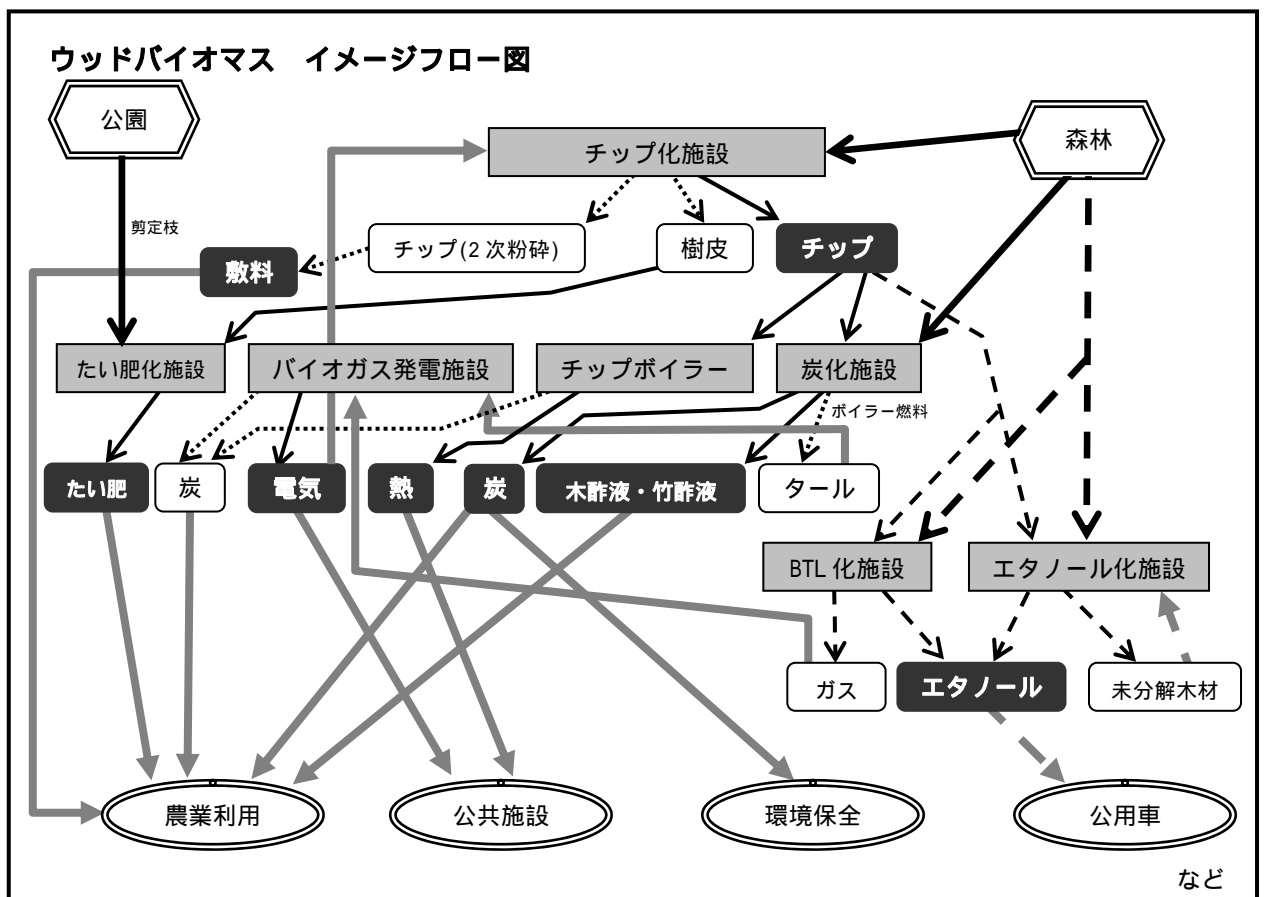 ウッドバイオマス　イメージフロー図
公園
森林
チップ化施設
剪定枝
チップ(2 次粉砕)
樹皮
チップ
敷料
たい肥化施設
バイオガス発電施設
チップボイラー
炭化施設
ボイラー燃料
たい肥
炭
電気
熱
炭
木酢液・竹酢液
タール
BTL 化施設
エタノール化施設
ガス
エタノール
未分解木材
農業利用
公共施設
環境保全
公用車
など